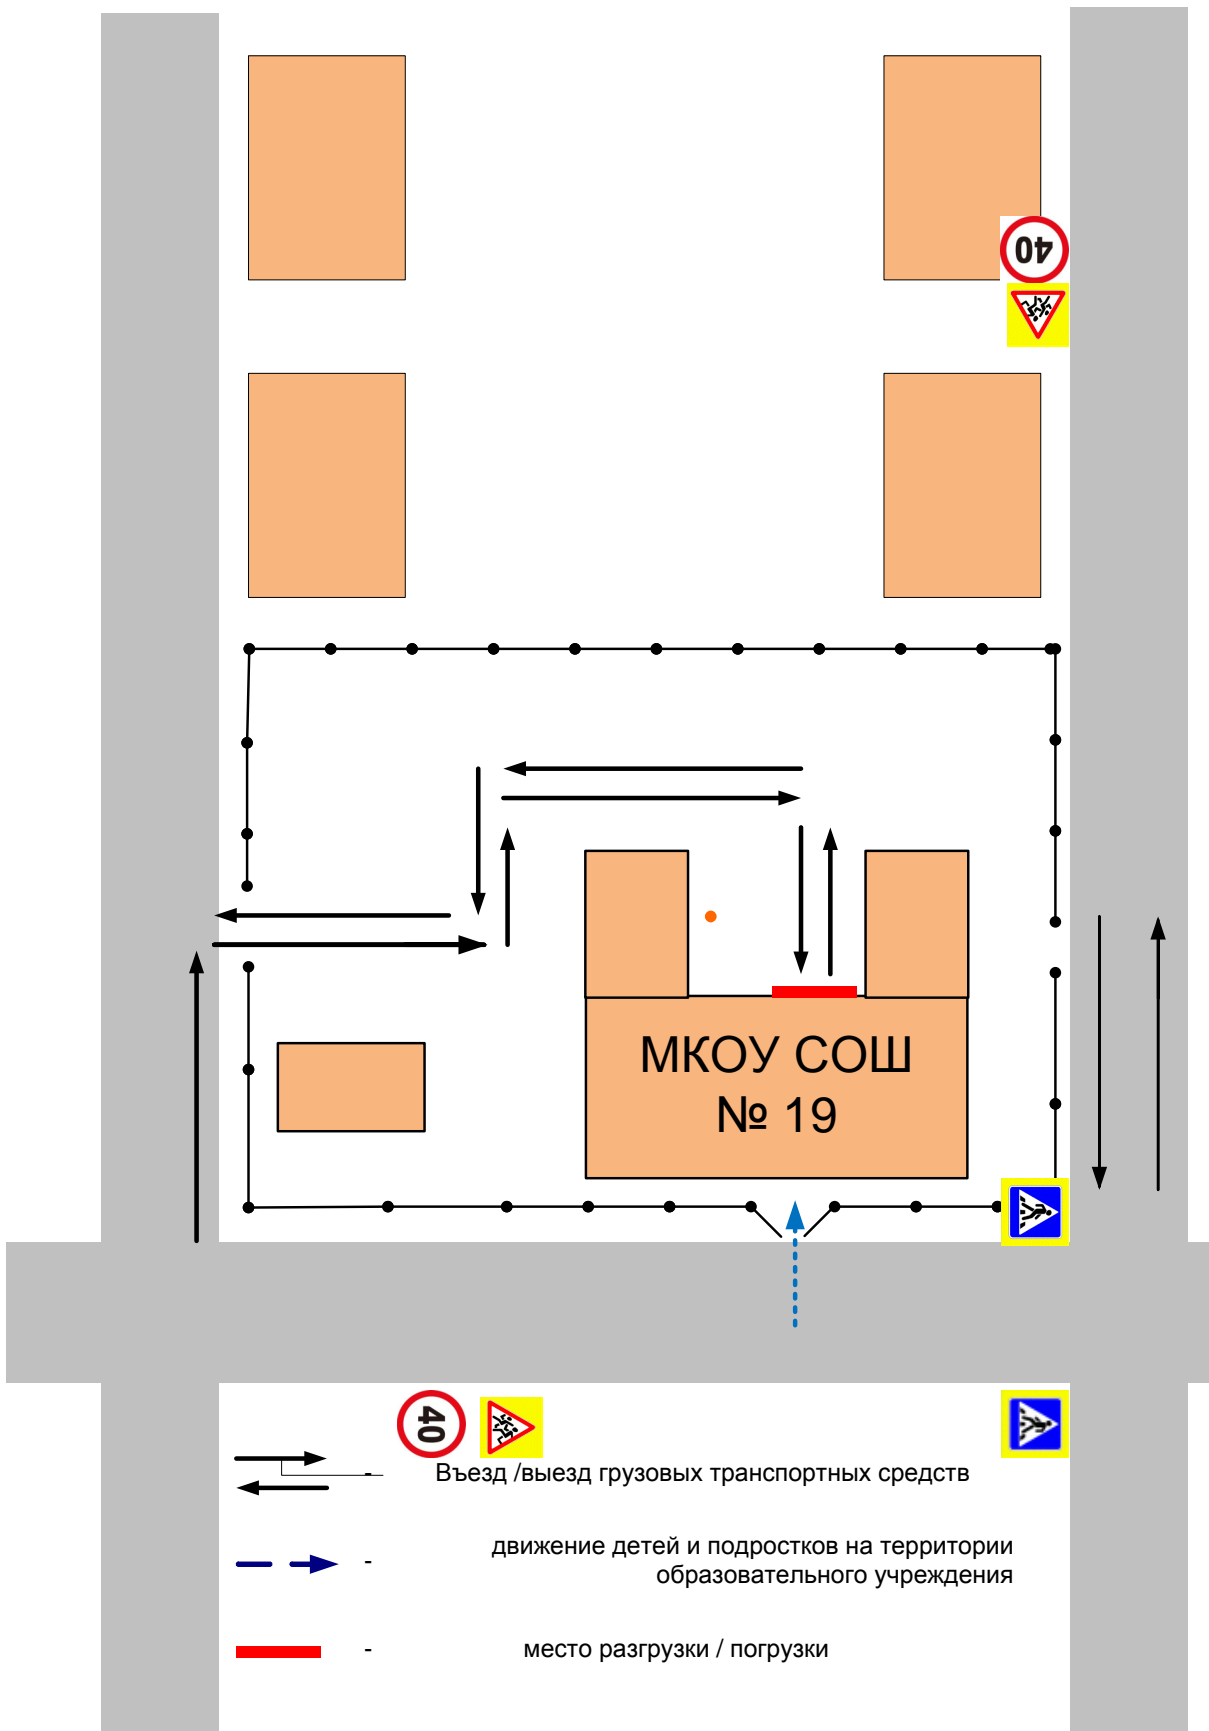 40
МКОУ СОШ
№ 19
40
- Въезд /выезд грузовых транспортных средств
- движение детей и подростков на территории
образовательного учреждения
- место разгрузки / погрузки